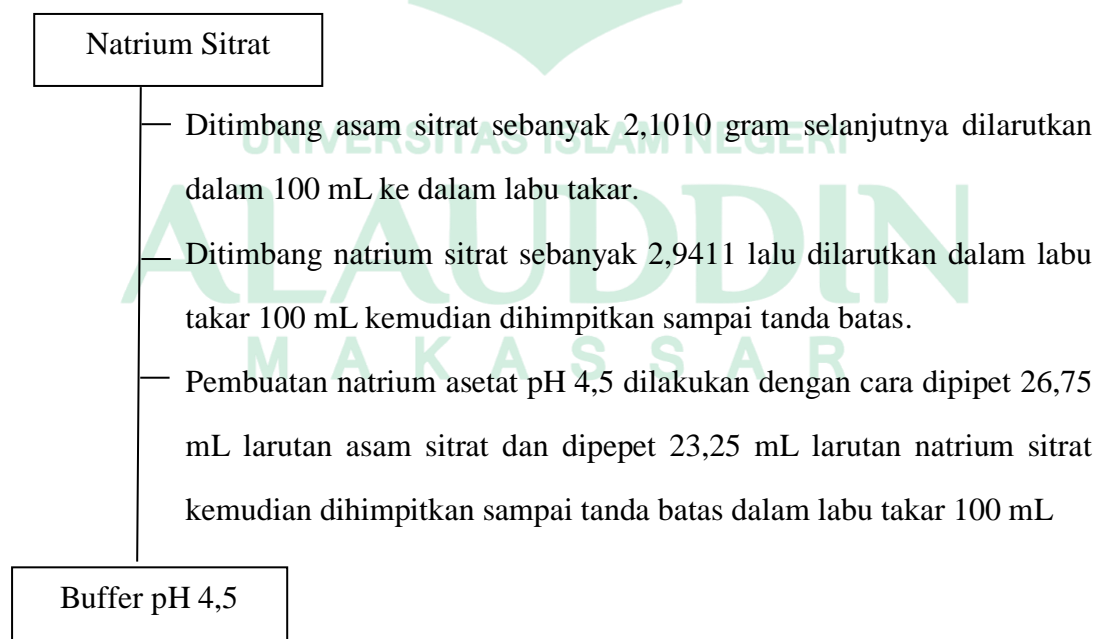 Natrium Sitrat
Ditimbang asam sitrat sebanyak 2,1010 gram selanjutnya dilarutkan
UNIVERSITAS ISLAM NEGERI
dalam 100 mL ke dalam labu takar.
ALAUDDIN
Ditimbang natrium sitrat sebanyak 2,9411 lalu dilarutkan dalam labu
takar 100 mL kemudian dihimpitkan sampai tanda batas.
MAKASSAR
Pembuatan natrium asetat pH 4,5 dilakukan dengan cara dipipet 26,75
mL larutan asam sitrat dan dipepet 23,25 mL larutan natrium sitrat
kemudian dihimpitkan sampai tanda batas dalam labu takar 100 mL
Buffer pH 4,5